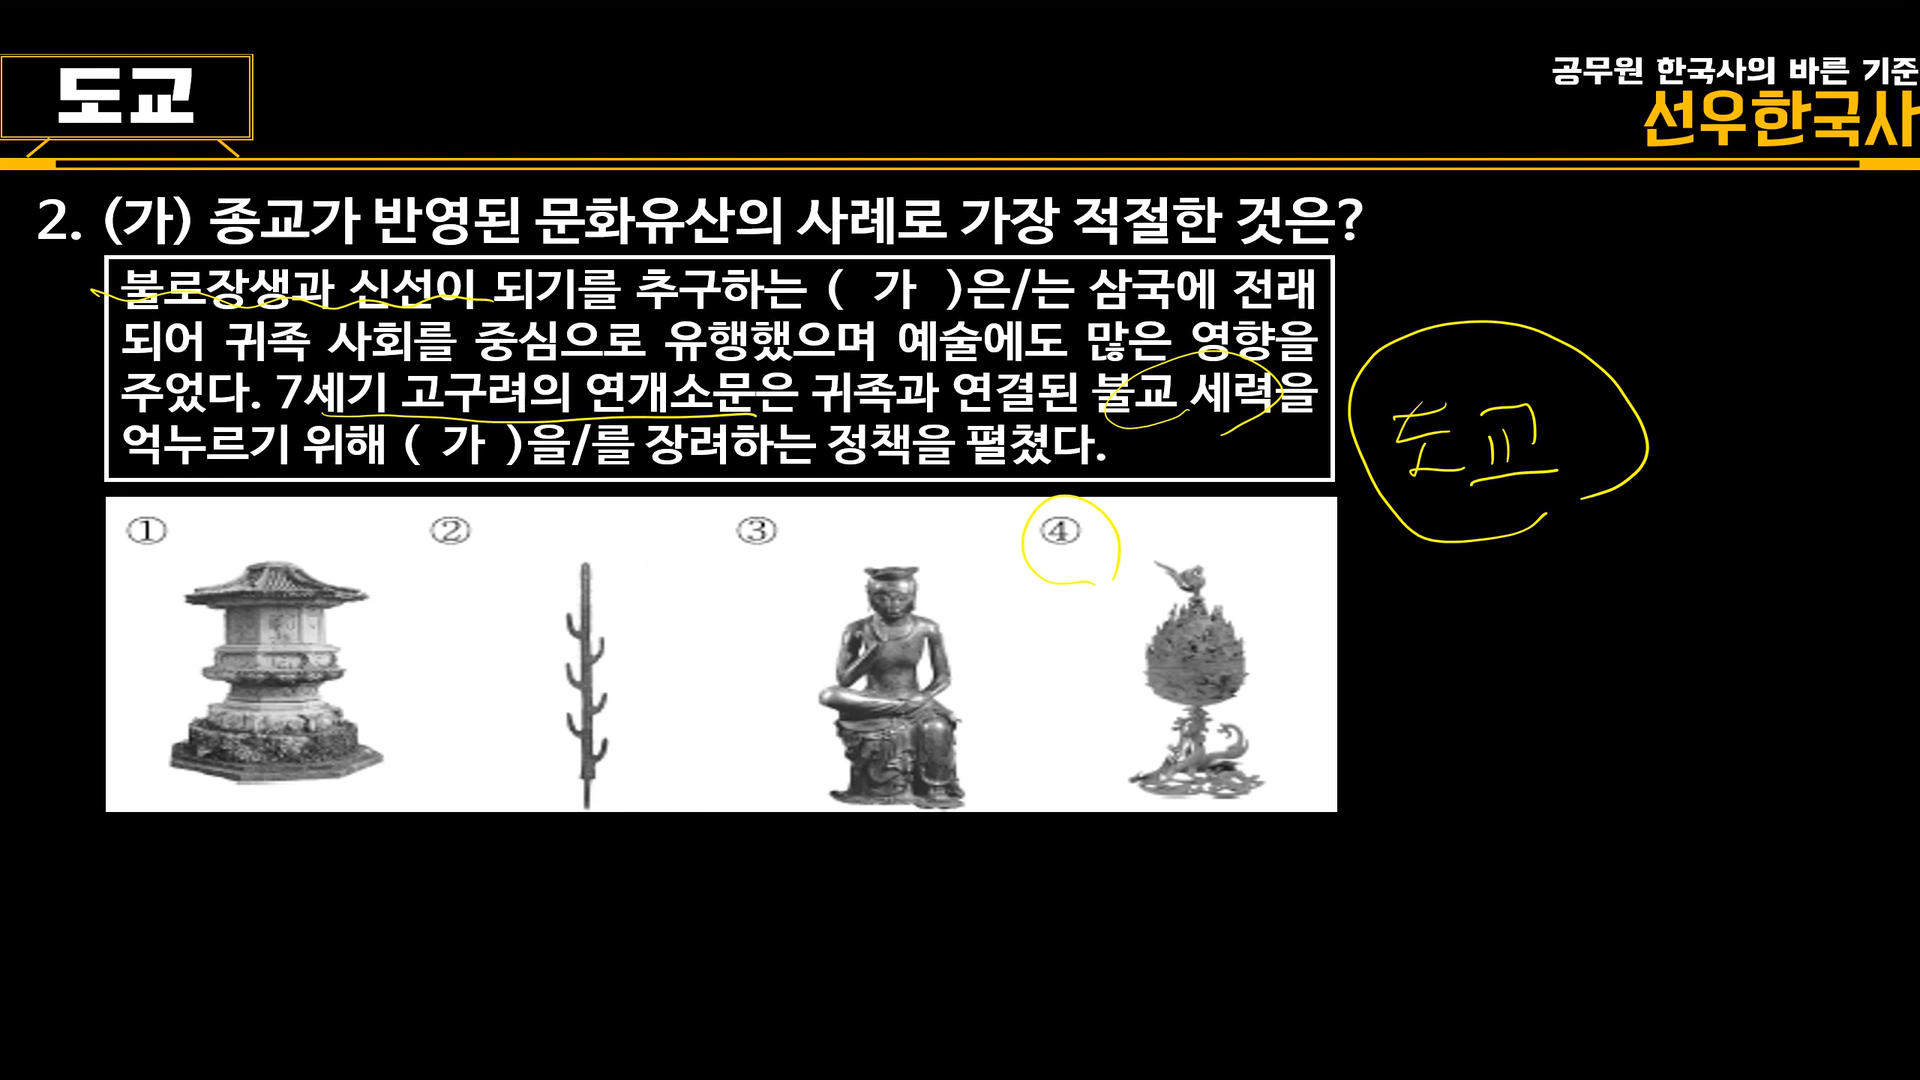 도교
공무원 한국사의 바른 기준
선우한국사
2. (가) 종교가 반영된 문화유산의 사례로 가장 적절한 것은?
불로장생과 신선이 되기를 추구하는 ( 가 )은/는 삼국에 전래
되어 귀족 사회를 중심으로 유행했으며 예술에도 많은 영향을
주었다. 7세기 고구려의 연개소문은 귀족과 연결된 불교 세력을
억누르기 위해 ( 가 )을/를 장려하는 정책을 펼쳤다.
도교
① ② ③ ④